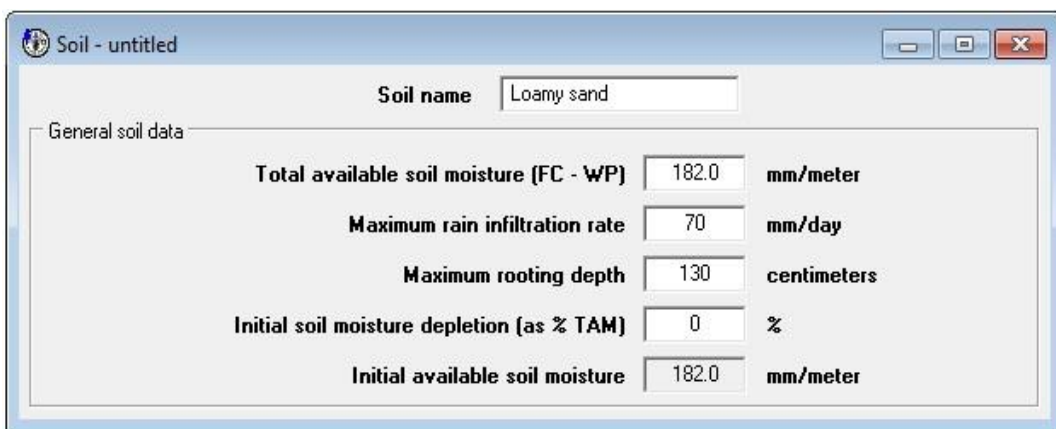 Soil - untitled
Soil name Loamy sand
General soil data
Total available soil moisture (FC - WP) 182.0 mm/meter
Maximum rain infiltration rate 70 mm/day
Maximum rooting depth 130 centimeters
Initial soil moisture depletion (as % TAM) 0 %
Initial available soil moisture 182.0 mm/meter